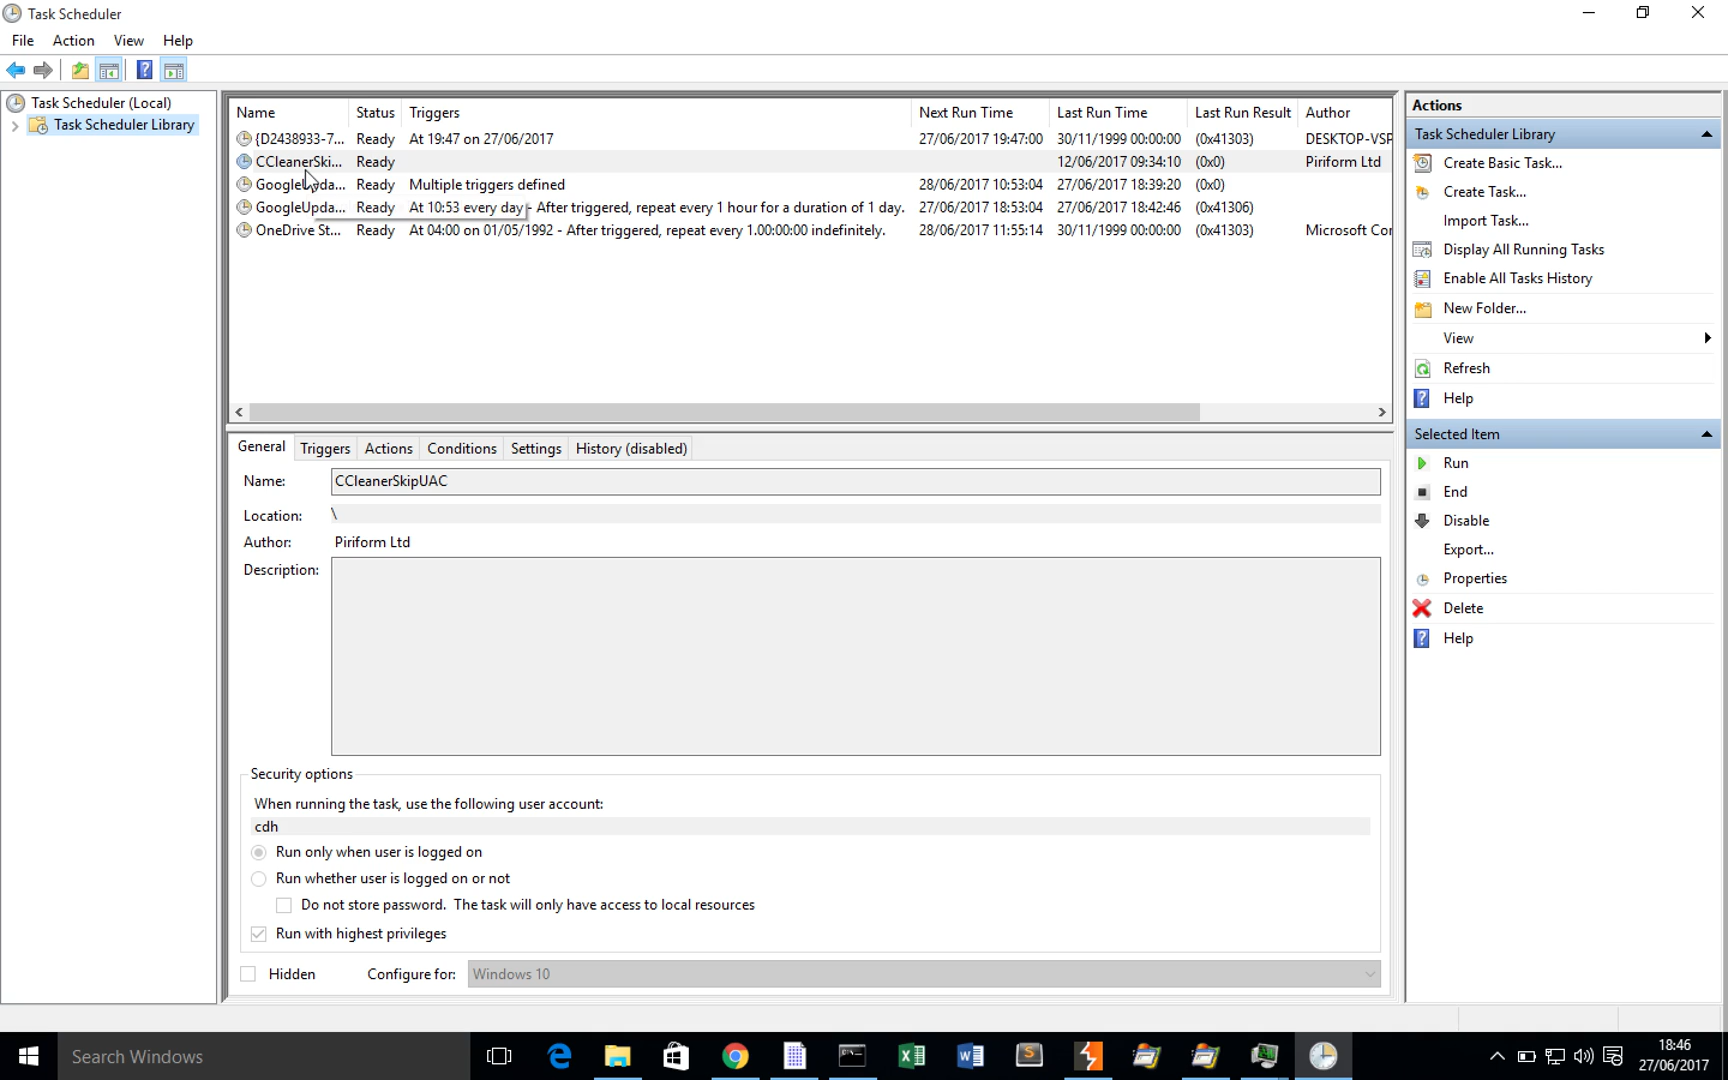 Task Scheduler
File Action View Help
Task Scheduler (Local)
Task Scheduler Library
Name Status Triggers Next Run Time Last Run Time Last Run Result Author
{D2438933-7... Ready At 19:47 on 27/06/2017 27/06/2017 19:47:00 30/11/1999 00:00:00 (0x41303) DESKTOP-VSP
CCleanerSki... Ready 12/06/2017 09:34:10 (0x0) Piriform Ltd
GoogleUpda... Ready Multiple triggers defined 28/06/2017 10:53:04 27/06/2017 18:39:20 (0x0)
GoogleUpda... Ready At 10:53 every day - After triggered, repeat every 1 hour for a duration of 1 day. 27/06/2017 18:53:04 27/06/2017 18:42:46 (0x41306)
OneDrive St... Ready At 04:00 on 01/05/1992 - After triggered, repeat every 1.00:00:00 indefinitely. 28/06/2017 11:55:14 30/11/1999 00:00:00 (0x41303) Microsoft Cor
General Triggers Actions Conditions Settings History (disabled)
Name: CCleanerSkipUAC
Location: \
Author: Piriform Ltd
Description:
Security options
When running the task, use the following user account:
cdh
Run only when user is logged on
Run whether user is logged on or not
Do not store password. The task will only have access to local resources
Run with highest privileges
Hidden Configure for: Windows 10
Actions
Task Scheduler Library
Create Basic Task...
Create Task...
Import Task...
Display All Running Tasks
Enable All Tasks History
New Folder...
View
Refresh
Help
Selected Item
Run
End
Disable
Export...
Properties
Delete
Help
Search Windows
18:46
27/06/2017